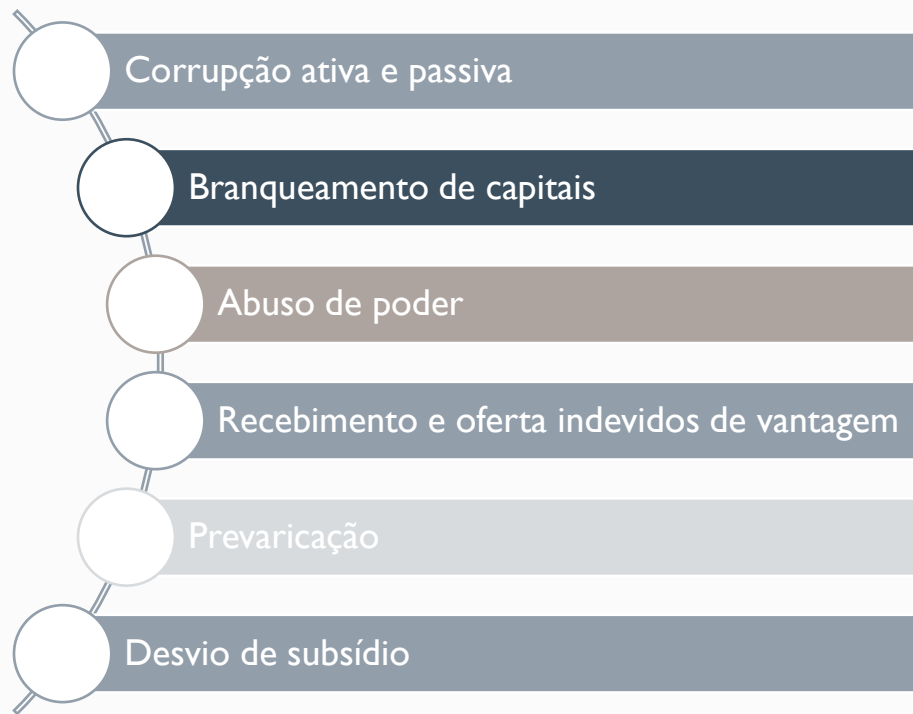 Corrupção ativa e passiva
Branqueamento de capitais
Abuso de poder
Recebimento e oferta indevidos de vantagem
Prevaricação
Desvio de subsídio